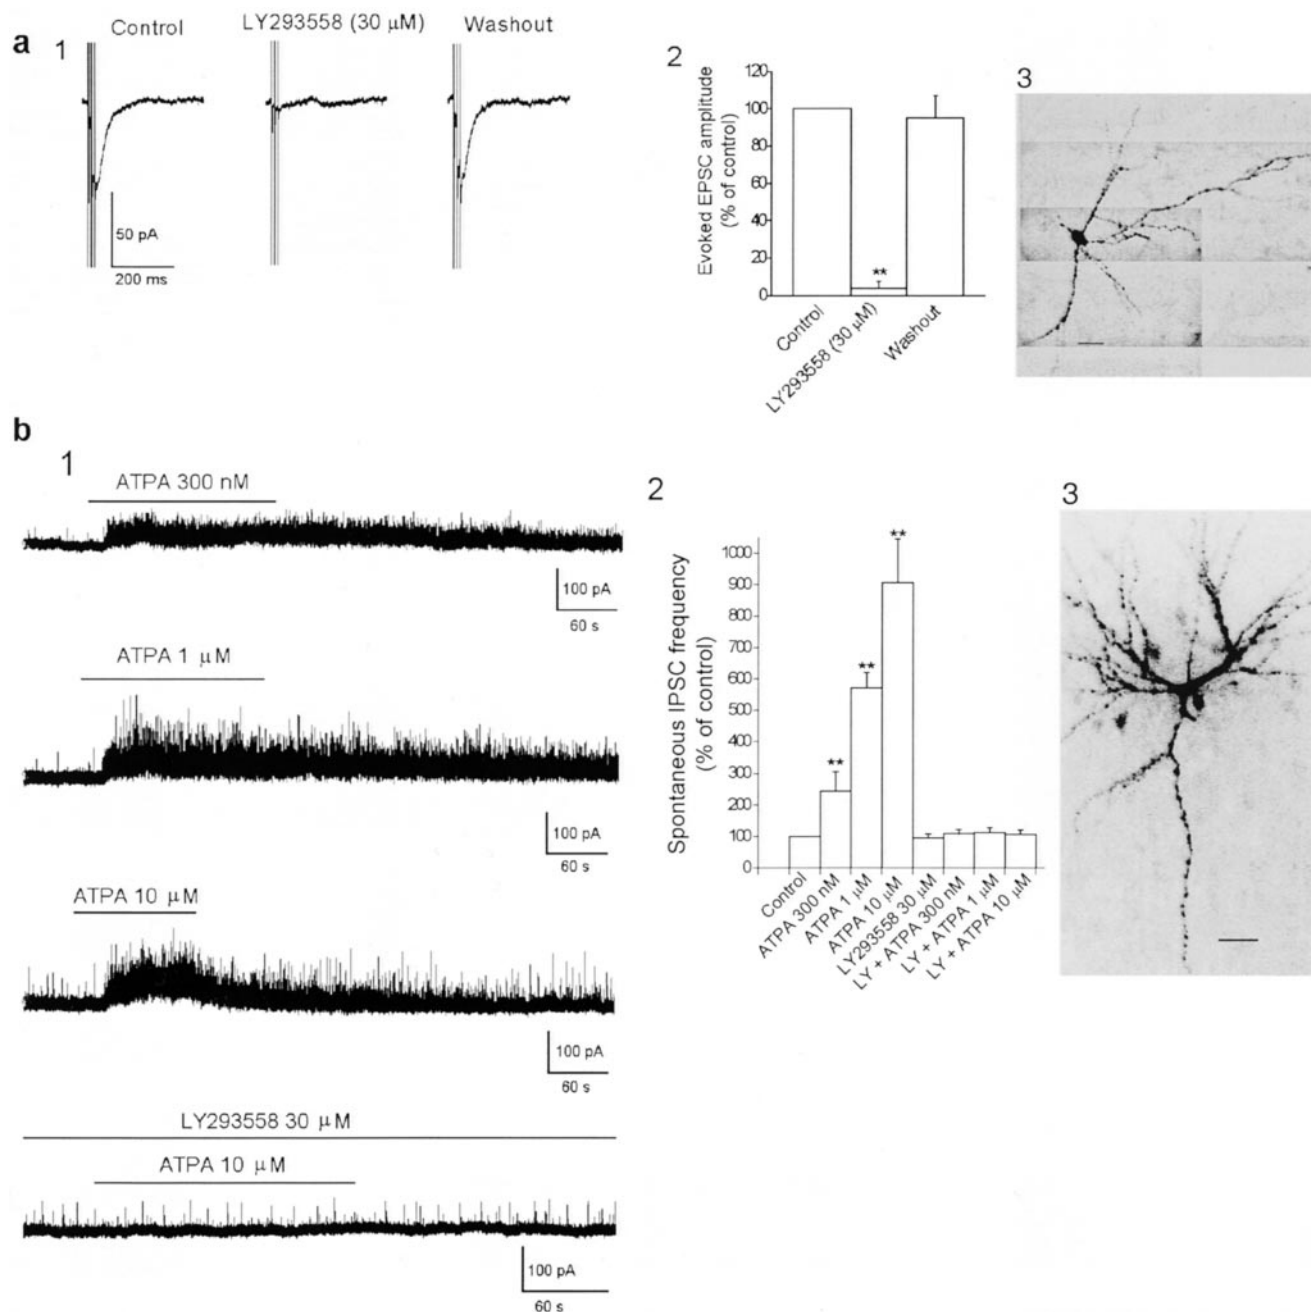 a
1
Control
LY293558 (30 μM)
Washout
50 pA
200 ms
2
Evoked EPSC amplitude
(% of control)
120
100
80
60
40
20
0
**
Control
LY293558 (30 μM)
Washout
3
b
1
ATPA 300 nM
100 pA
60 s
ATPA 1 μM
100 pA
60 s
ATPA 10 μM
100 pA
60 s
LY293558 30 μM
ATPA 10 μM
100 pA
60 s
2
Spontaneous IPSC frequency
(% of control)
1000
900
800
700
600
500
400
300
200
100
0
**
**
**
Control
ATPA 300 nM
ATPA 1 μM
ATPA 10 μM
LY293558 30 μM
LY + ATPA 300 nM
LY + ATPA 1 μM
LY + ATPA 10 μM
3